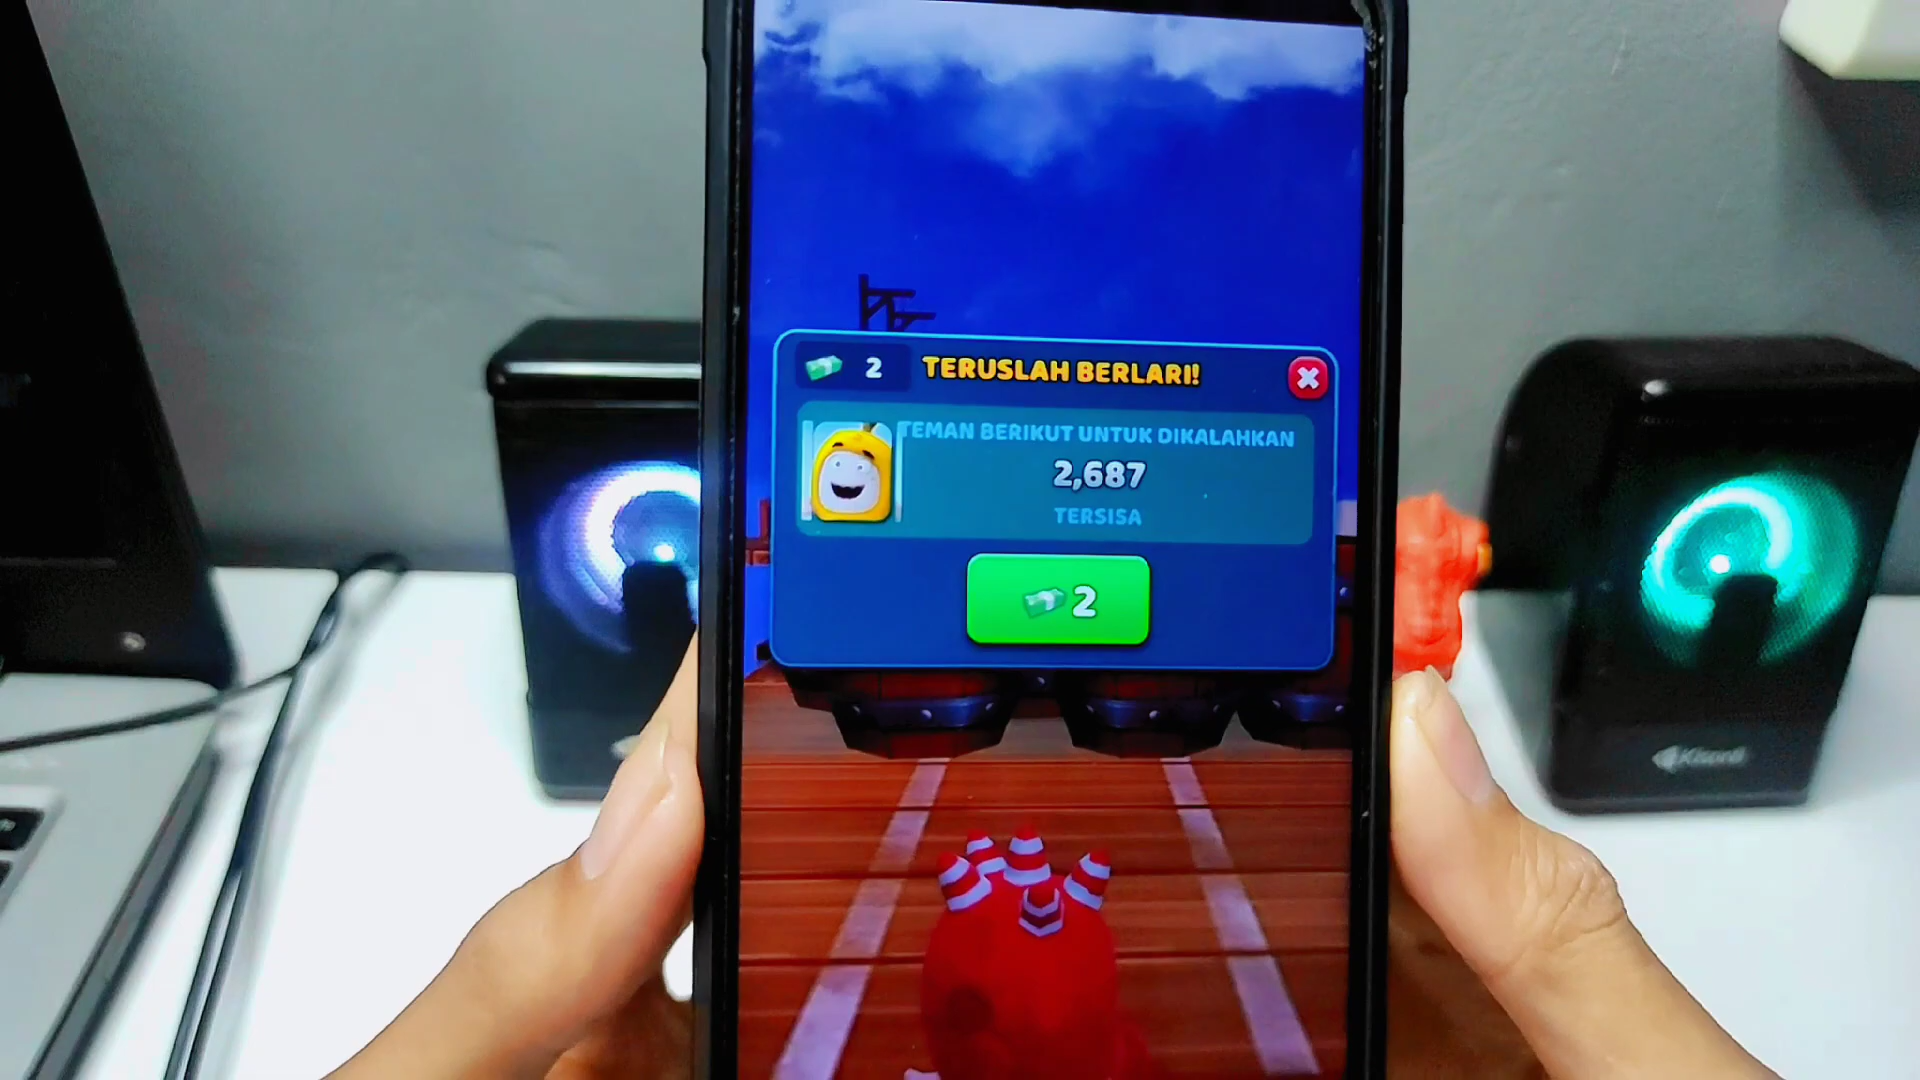 2
TERUSLAH BERLARI!
TEMAN BERIKUT UNTUK DIKALAHKAN
2,687
TERSISA
2